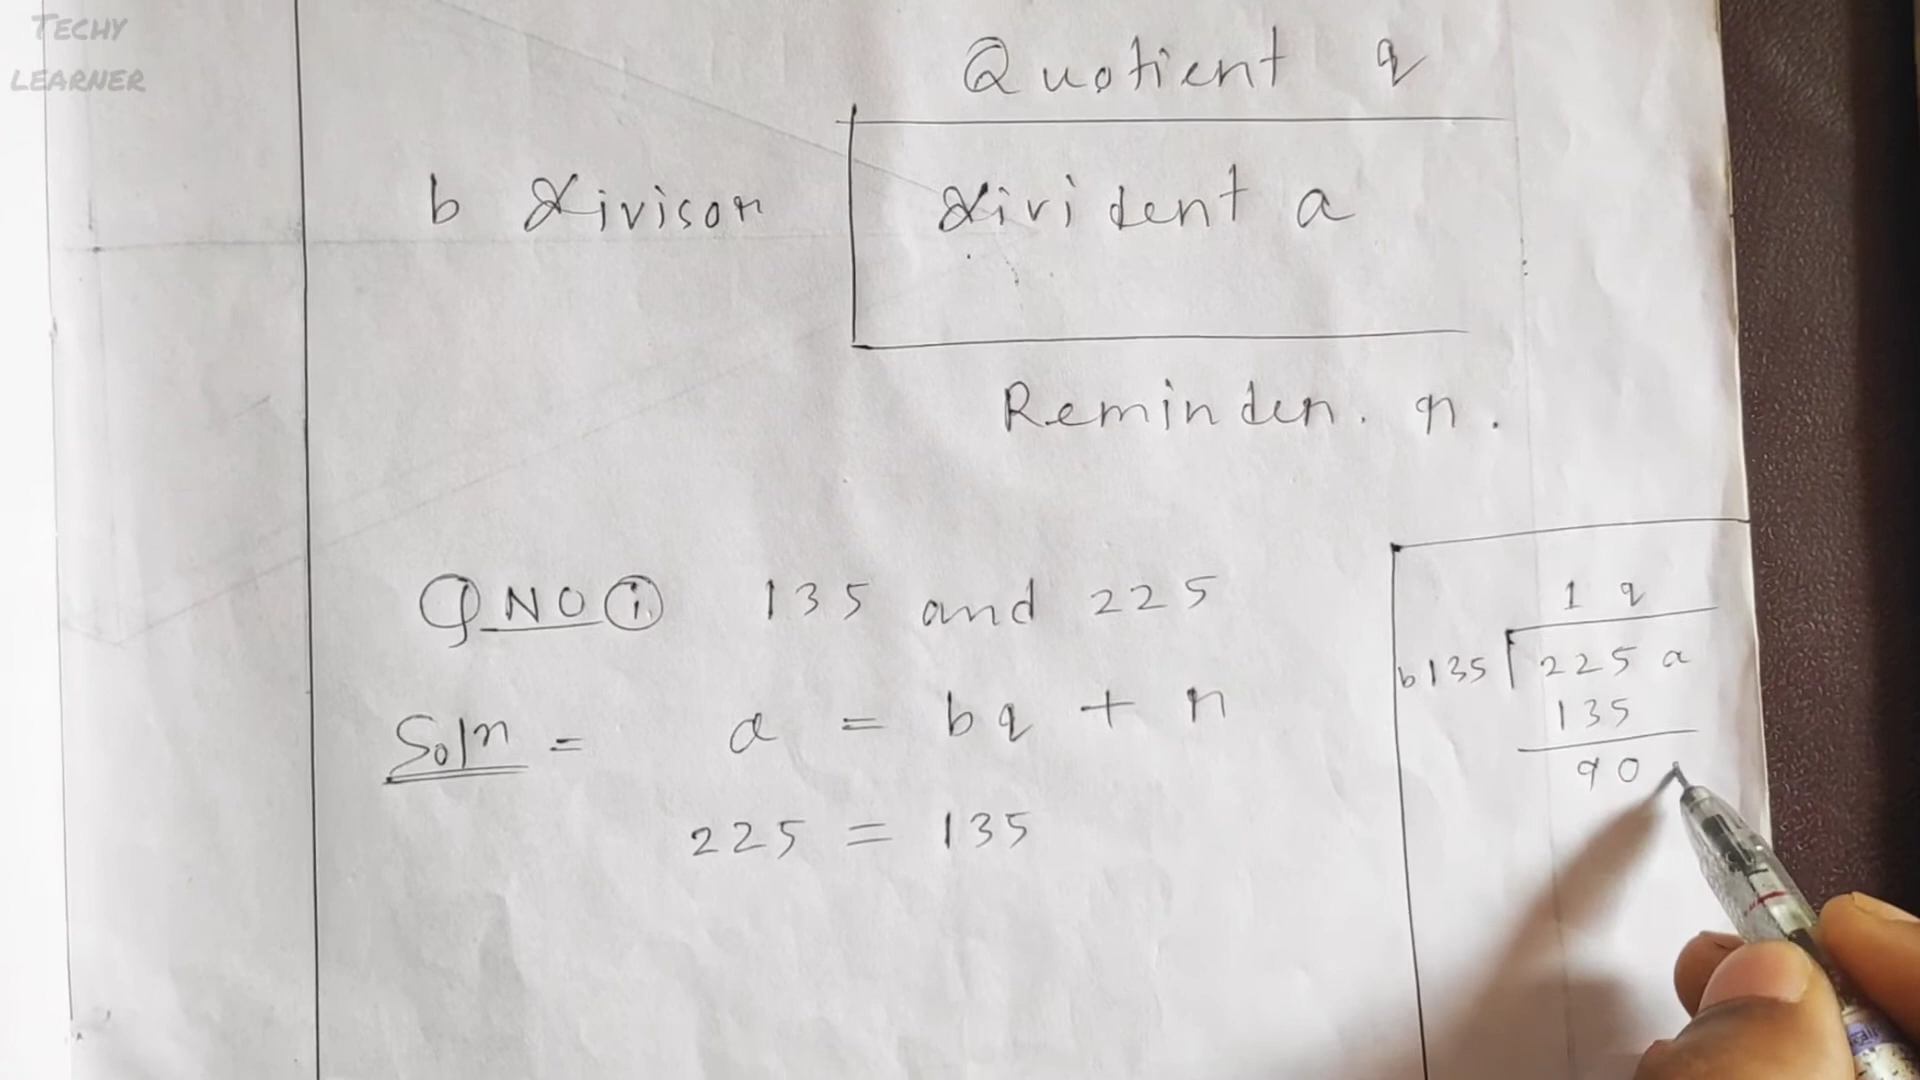 TECHY
LEARNER
Quotient q
b Divisor Divident a
Reminder. r.
Q NO i 135 and 225
Soln = a = bq + r
225 = 135
1 q
b 135 225 a
135
90